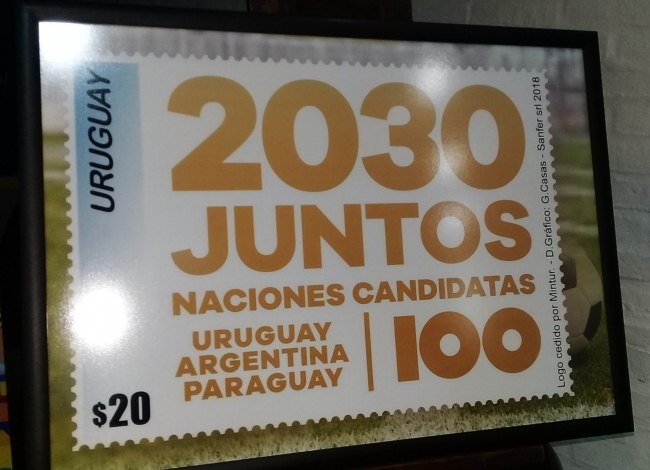 URUGUAY
2030
JUNTOS
NACIONES CANDIDATAS
URUGUAY
ARGENTINA
PARAGUAY
100
$20
Logo cedido por Mintur. - D.Gráfico: G.Casas - Sanfer srl 2018